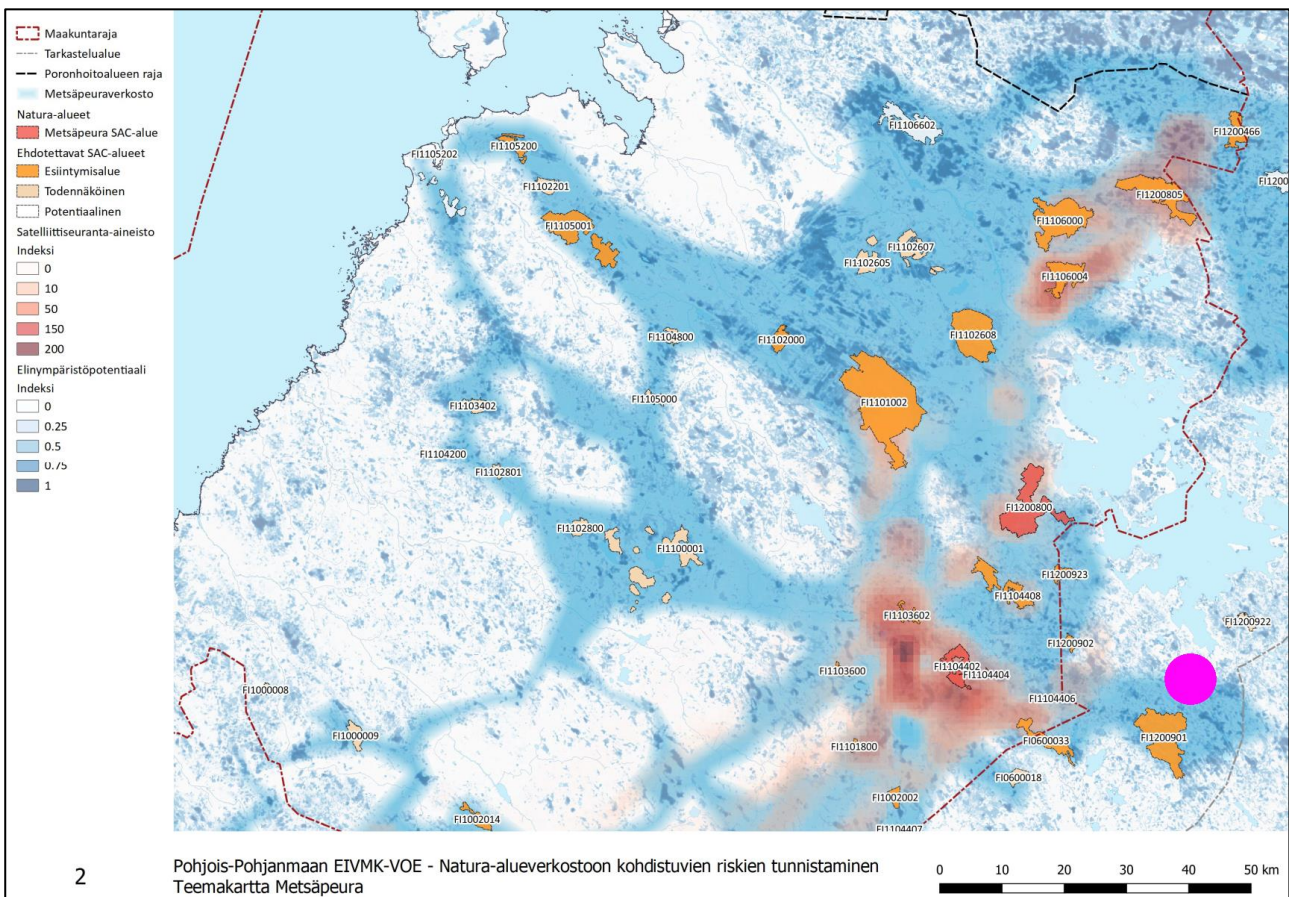 Maakuntaraja
Tarkastelualue
Poronhoitoalueen raja
Metsäpeuraverkosto
Natura-alueet
Metsäpeura SAC-alue
Ehdotettavat SAC-alueet
Esiintymisalue
Todennäköinen
Potentiaalinen
Satelliittiseuranta-aineisto
Indeksi
0
10
50
150
200
Elinympäristöpotentiaali
Indeksi
0
0.25
0.5
0.75
1
FI1106602
FI1200466
FI1105200
FI1105202
FI1200
FI1102201
FI1200805
FI1106000
FI1105001
FI1102607
FI1102605
FI1106004
FI1104800
FI1102000
FI1102608
FI1105000
FI1101002
FI1103402
FI1104200
FI1102801
FI1200800
FI1102800
FI1100001
FI1200923
FI1104408
FI1103602
FI1200922
FI1200902
FI1104402
FI1103600
FI1104404
FI1000008
FI1104406
FI1000009
FI1200901
FI0600033
FI1101800
FI0600018
FI1002002
FI1002014
FI1104407
2
Pohjois-Pohjanmaan EIVMK-VOE - Natura-alueverkostoon kohdistuvien riskien tunnistaminen
Teemakartta Metsäpeura
0 10 20 30 40 50 km